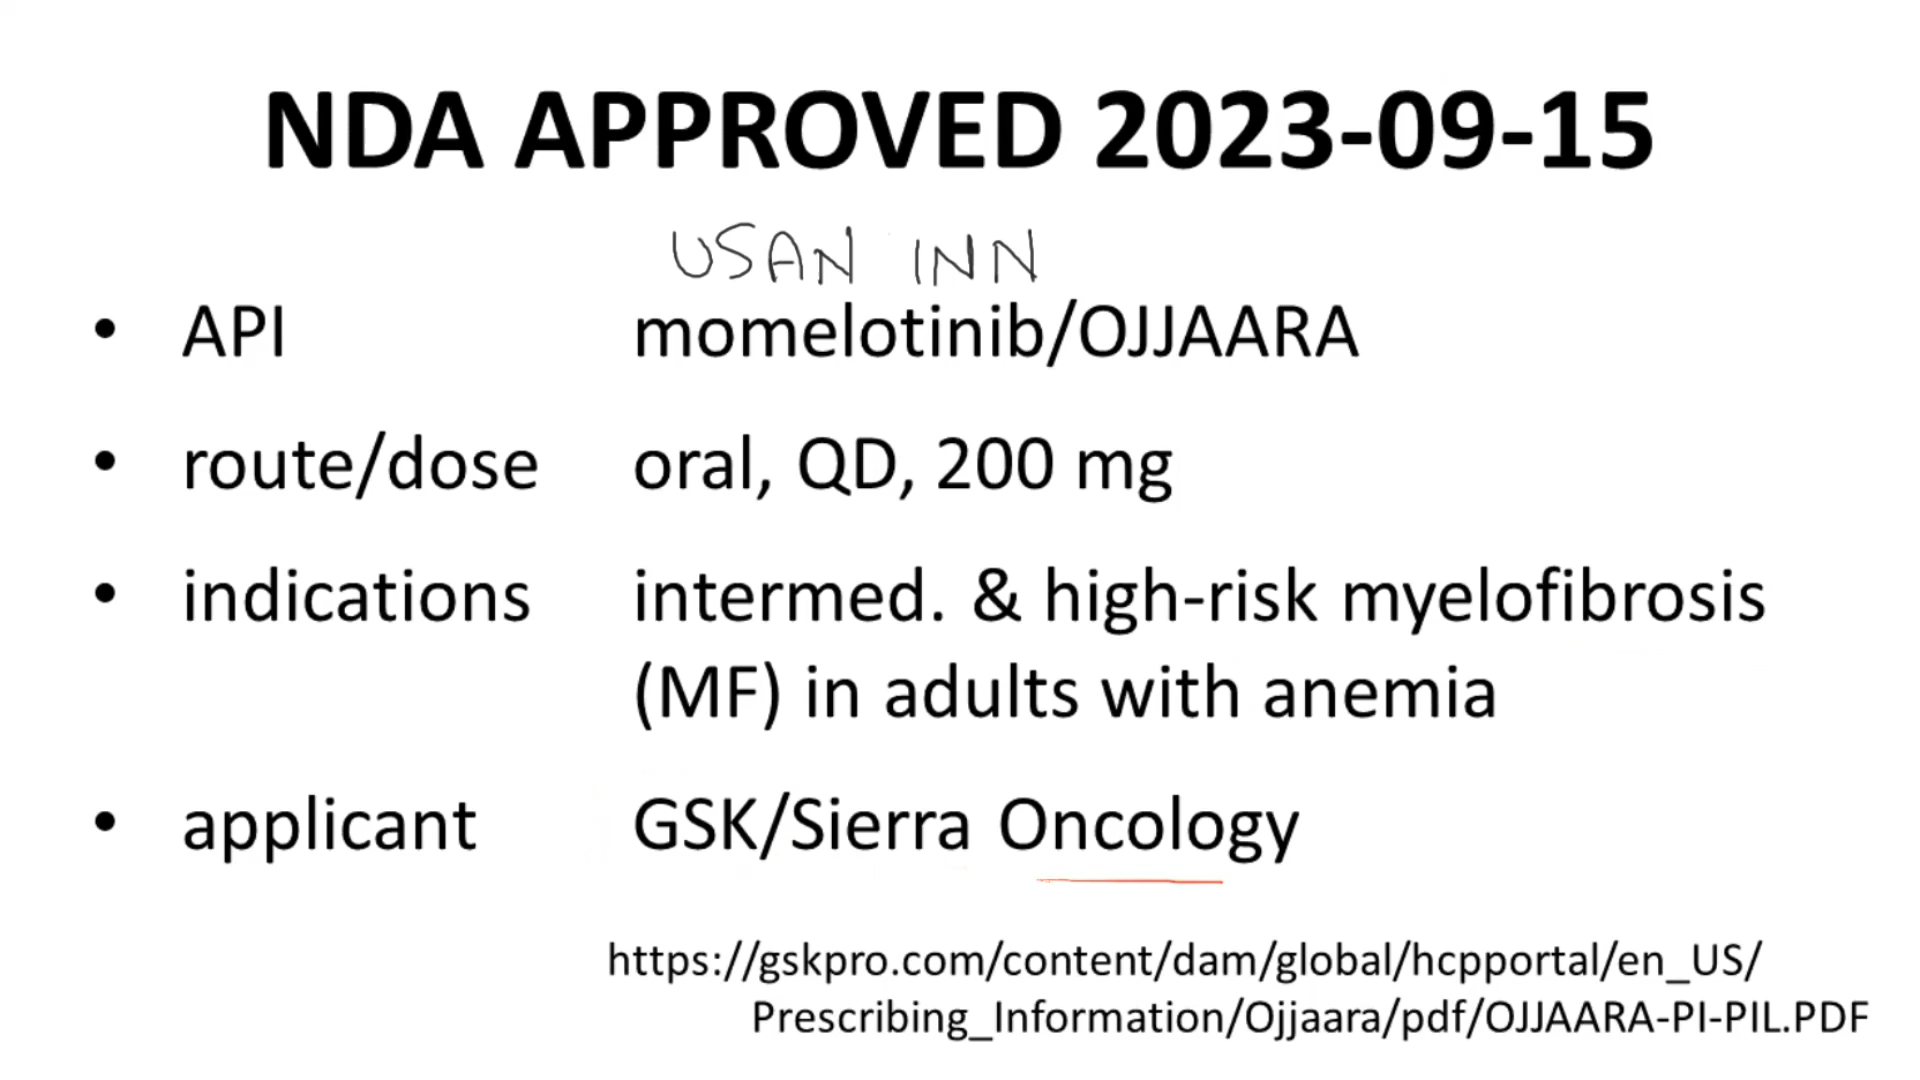 NDA APPROVED 2023-09-15
USAN INN
• API momelotinib/OJJAARA
• route/dose oral, QD, 200 mg
• indications intermed. & high-risk myelofibrosis
(MF) in adults with anemia
• applicant GSK/Sierra Oncology
https://gskpro.com/content/dam/global/hcpportal/en_US/
Prescribing_Information/Ojjaara/pdf/OJJAARA-PI-PIL.PDF